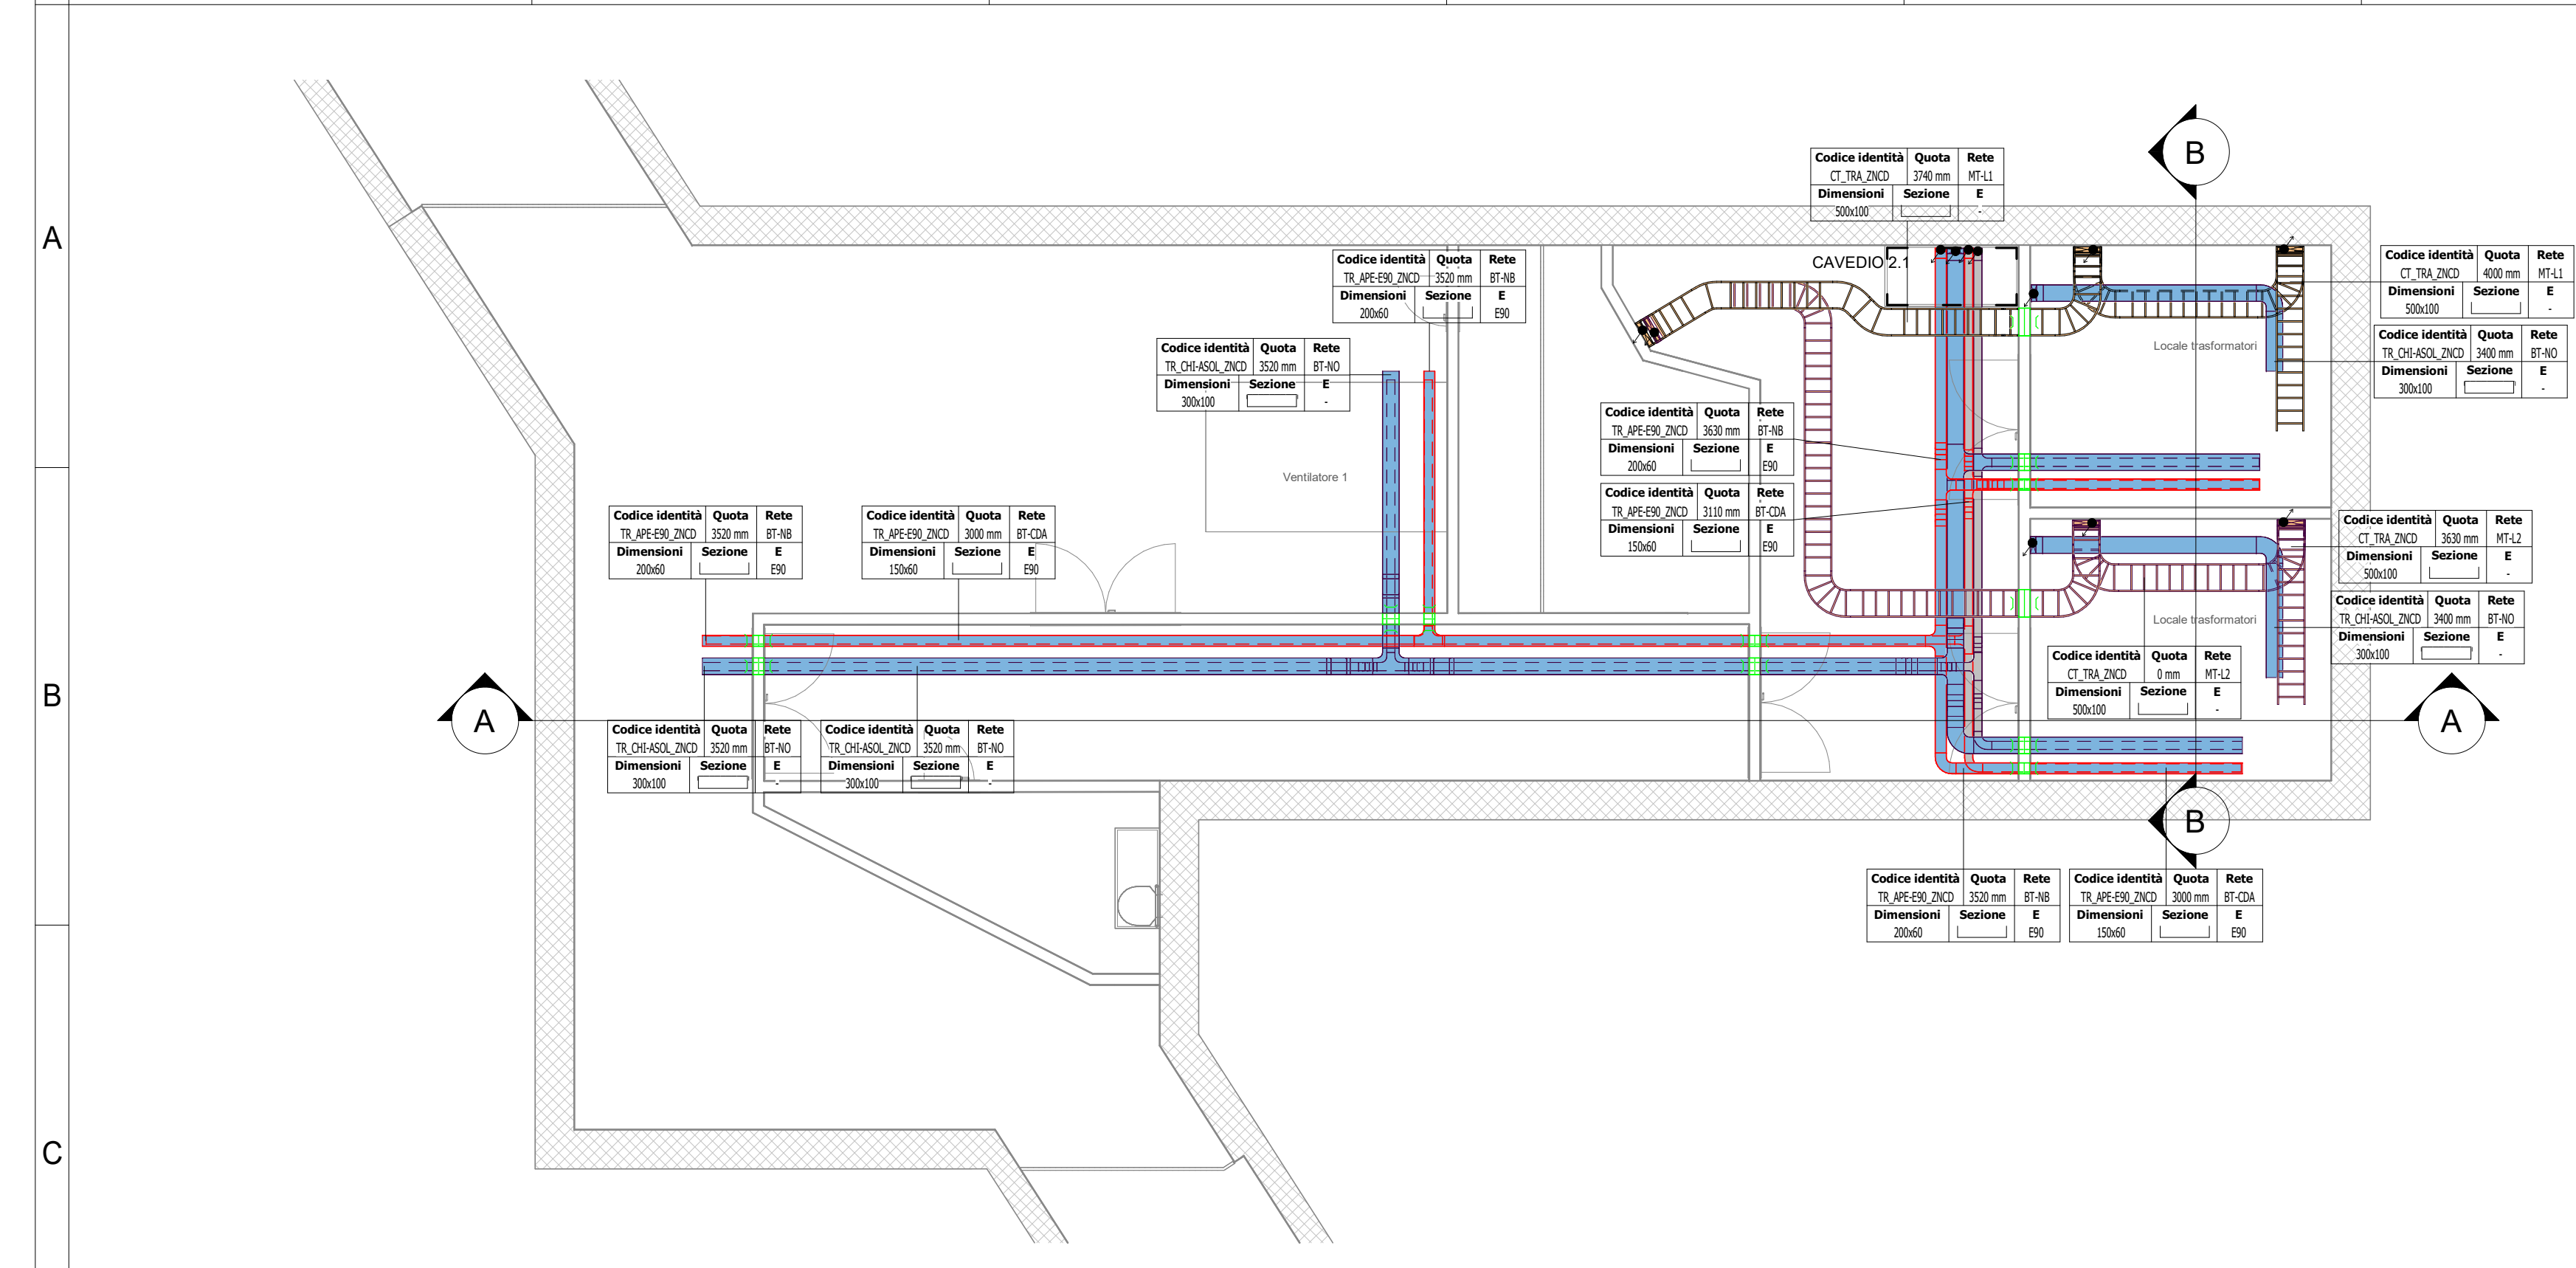 A
B
C
Codice identità Quota Rete
CT_TRA_ZNCD 3740 mm MT-L1
Dimensioni Sezione E
500x100 -
B
CAVEDIO 2.1
Codice identità Quota Rete
TR_APE-E90_ZNCD 3520 mm BT-NB
Dimensioni Sezione E
200x60 E90
Codice identità Quota Rete
CT_TRA_ZNCD 4000 mm MT-L1
Dimensioni Sezione E
500x100 -
Codice identità Quota Rete
TR_CHI-ASOL_ZNCD 3400 mm BT-NO
Dimensioni Sezione E
300x100 -
Locale trasformatori
Codice identità Quota Rete
TR_CHI-ASOL_ZNCD 3520 mm BT-NO
Dimensioni Sezione E
300x100 -
Ventilatore 1
Codice identità Quota Rete
TR_APE-E90_ZNCD 3630 mm BT-NB
Dimensioni Sezione E
200x60 E90
Codice identità Quota Rete
TR_APE-E90_ZNCD 3110 mm BT-CDA
Dimensioni Sezione E
150x60 E90
Codice identità Quota Rete
TR_APE-E90_ZNCD 3520 mm BT-NB
Dimensioni Sezione E
200x60 E90
Codice identità Quota Rete
TR_APE-E90_ZNCD 3000 mm BT-CDA
Dimensioni Sezione E
150x60 E90
Codice identità Quota Rete
CT_TRA_ZNCD 3630 mm MT-L2
Dimensioni Sezione E
500x100 -
Codice identità Quota Rete
TR_CHI-ASOL_ZNCD 3400 mm BT-NO
Dimensioni Sezione E
300x100 -
Locale trasformatori
Codice identità Quota Rete
CT_TRA_ZNCD 0 mm MT-L2
Dimensioni Sezione E
500x100 -
A
A
Codice identità Quota Rete
TR_CHI-ASOL_ZNCD 3520 mm BT-NO
Dimensioni Sezione E
300x100 -
Codice identità Quota Rete
TR_CHI-ASOL_ZNCD 3520 mm BT-NO
Dimensioni Sezione E
300x100 -
B
Codice identità Quota Rete
TR_APE-E90_ZNCD 3520 mm BT-NB
Dimensioni Sezione E
200x60 E90
Codice identità Quota Rete
TR_APE-E90_ZNCD 3000 mm BT-CDA
Dimensioni Sezione E
150x60 E90